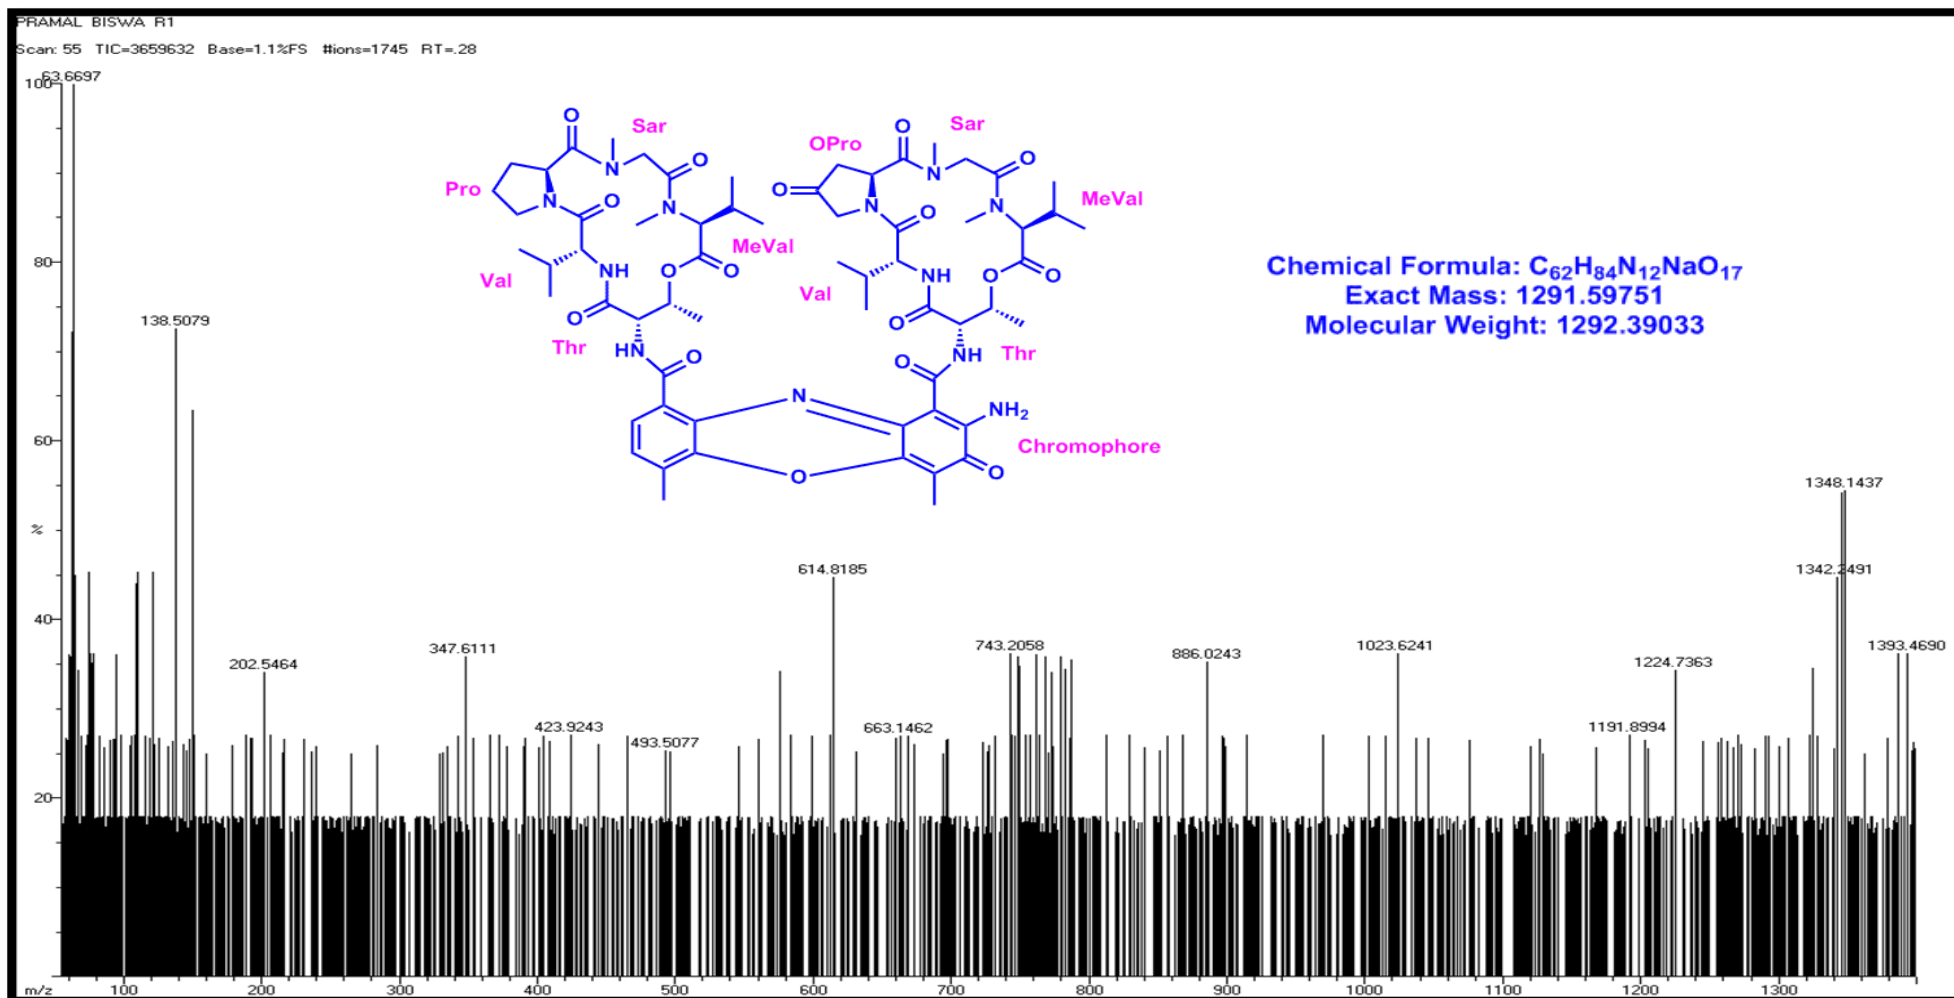 PRAMAL BISWA R1
Scan: 55 TIC=3659632 Base=1.1%FS #ions=1745 RT=.28
63.6697
100
O
Sar
O
Sar
OPro
N
O
N
O
Pro
O
N
O
N
N
O
N
MeVal
MeVal
80
Val
NH
O
O
Val
NH
O
O
O
O
Chemical Formula: C₆₂H₈₄N₁₂NaO₁₇
Exact Mass: 1291.59751
Molecular Weight: 1292.39033
138.5079
Thr
HN
O
O
NH
Thr
N
NH₂
60
Chromophore
O
O
1348.1437
%
614.8185
1342.2491
40
347.6111
743.2058
1023.6241
1393.4690
202.5464
886.0243
1224.7363
423.9243
663.1462
1191.8994
493.5077
20
m/z 100 200 300 400 500 600 700 800 900 1000 1100 1200 1300